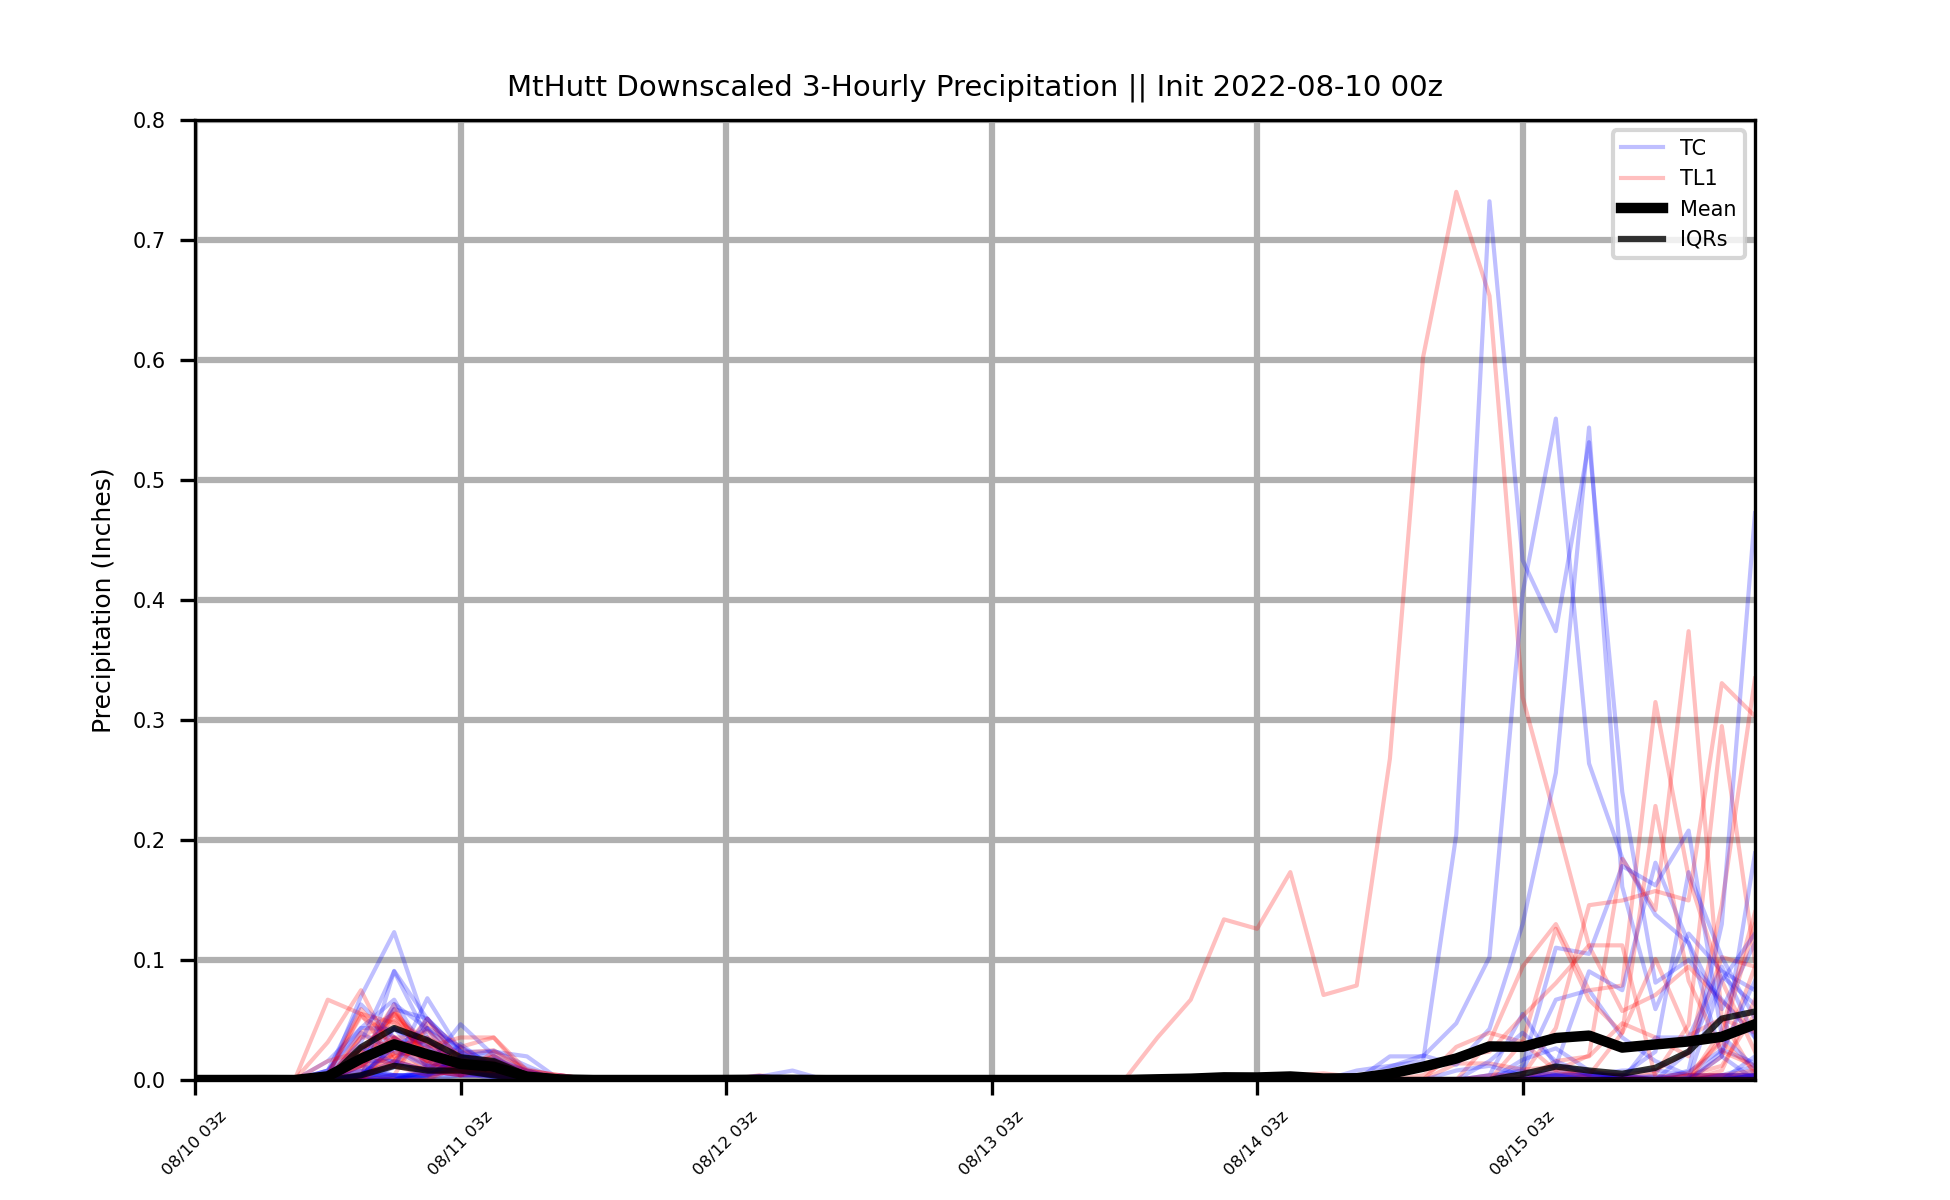 MtHutt Downscaled 3-Hourly Precipitation || Init 2022-08-10 00z
Precipitation (Inches)
0.8
0.7
0.6
0.5
0.4
0.3
0.2
0.1
0.0
TC
TL1
Mean
IQRs
08/10 03z
08/11 03z
08/12 03z
08/13 03z
08/14 03z
08/15 03z